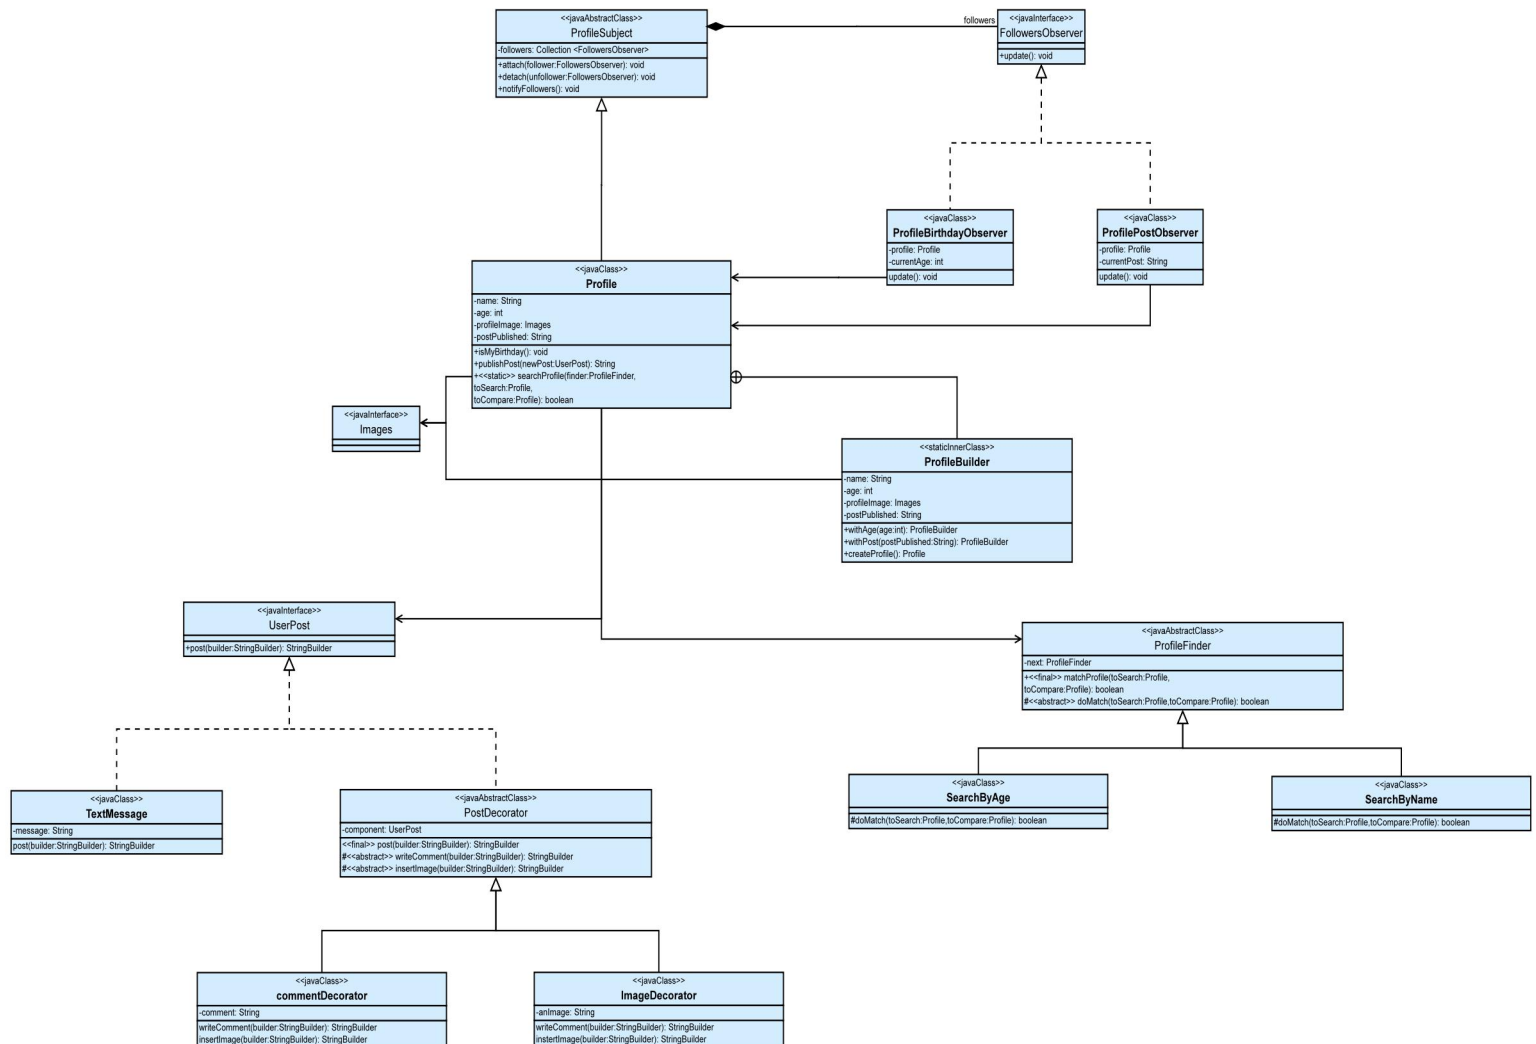 <<javaAbstractClass>>
ProfileSubject
-followers: Collection <FollowersObserver>
+attach(follower:FollowersObserver): void
+detach(unfollower:FollowersObserver): void
+notifyFollowers(): void
followers
<<javaInterface>>
FollowersObserver
+update(): void
<<javaClass>>
ProfileBirthdayObserver
-profile: Profile
-currentAge: int
update(): void
<<javaClass>>
ProfilePostObserver
-profile: Profile
-currentPost: String
update(): void
<<javaClass>>
Profile
-name: String
-age: int
-profileImage: Images
-postPublished: String
+isMyBirthday(): void
+publishPost(newPost:UserPost): String
+<<static>> searchProfile(finder:ProfileFinder,
toSearch:Profile,
toCompare:Profile): boolean
<<javaInterface>>
Images
<<staticInnerClass>>
ProfileBuilder
-name: String
-age: int
-profileImage: Images
-postPublished: String
+withAge(age:int): ProfileBuilder
+withPost(postPublished:String): ProfileBuilder
+createProfile(): Profile
<<javaInterface>>
UserPost
+post(builder:StringBuilder): StringBuilder
<<javaAbstractClass>>
ProfileFinder
-next: ProfileFinder
+<<final>> matchProfile(toSearch:Profile,
toCompare:Profile): boolean
#<<abstract>> doMatch(toSearch:Profile,toCompare:Profile): boolean
<<javaClass>>
TextMessage
-message: String
post(builder:StringBuilder): StringBuilder
<<javaAbstractClass>>
PostDecorator
-component: UserPost
<<final>> post(builder:StringBuilder): StringBuilder
#<<abstract>> writeComment(builder:StringBuilder): StringBuilder
#<<abstract>> insertImage(builder:StringBuilder): StringBuilder
<<javaClass>>
SearchByAge
#doMatch(toSearch:Profile,toCompare:Profile): boolean
<<javaClass>>
SearchByName
#doMatch(toSearch:Profile,toCompare:Profile): boolean
<<javaClass>>
commentDecorator
-comment: String
writeComment(builder:StringBuilder): StringBuilder
insertImage(builder:StringBuilder): StringBuilder
<<javaClass>>
ImageDecorator
-anImage: String
writeComment(builder:StringBuilder): StringBuilder
instertImage(builder:StringBuilder): StringBuilder